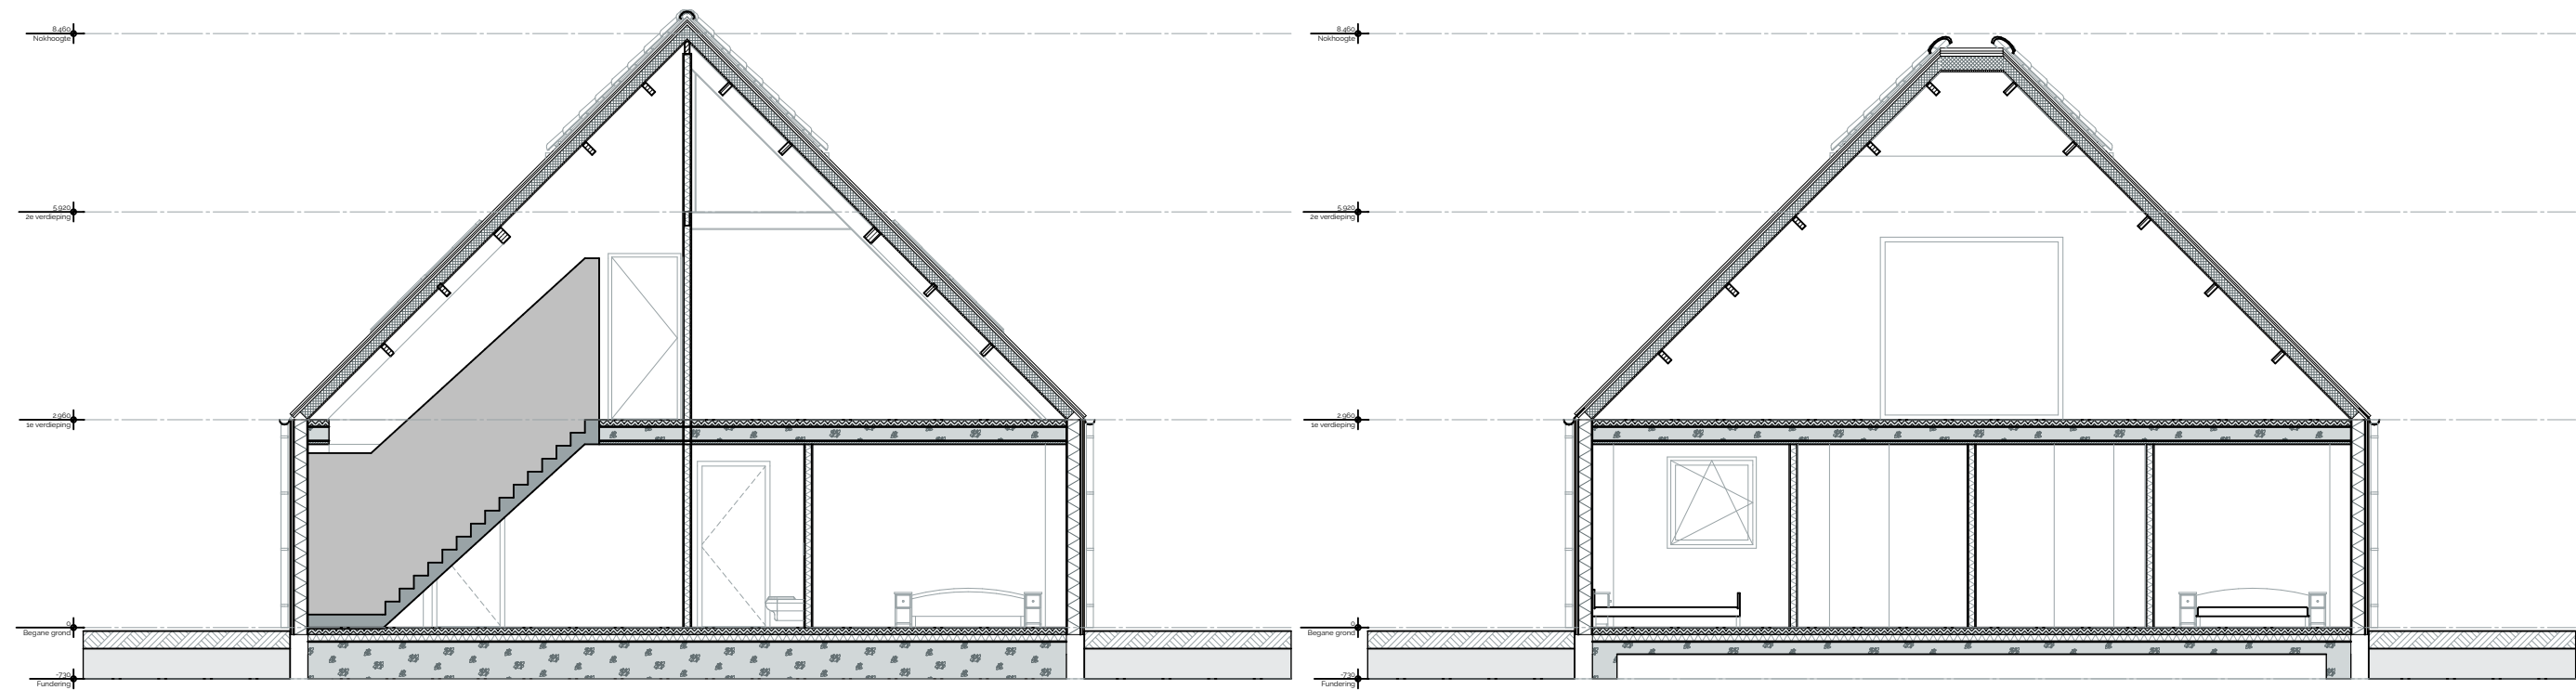 8.460
Nokhoogte
5.920
2e verdieping
2.960
1e verdieping
0
Begane grond
-730
Fundering
8.460
Nokhoogte
5.920
2e verdieping
2.960
1e verdieping
0
Begane grond
-730
Fundering